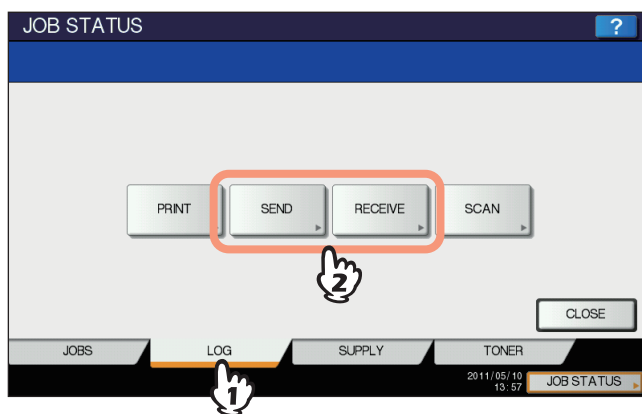 JOB STATUS ?
PRINT SEND RECEIVE SCAN
2
CLOSE
JOBS LOG SUPPLY TONER
1
2011/05/10
13:57
JOB STATUS